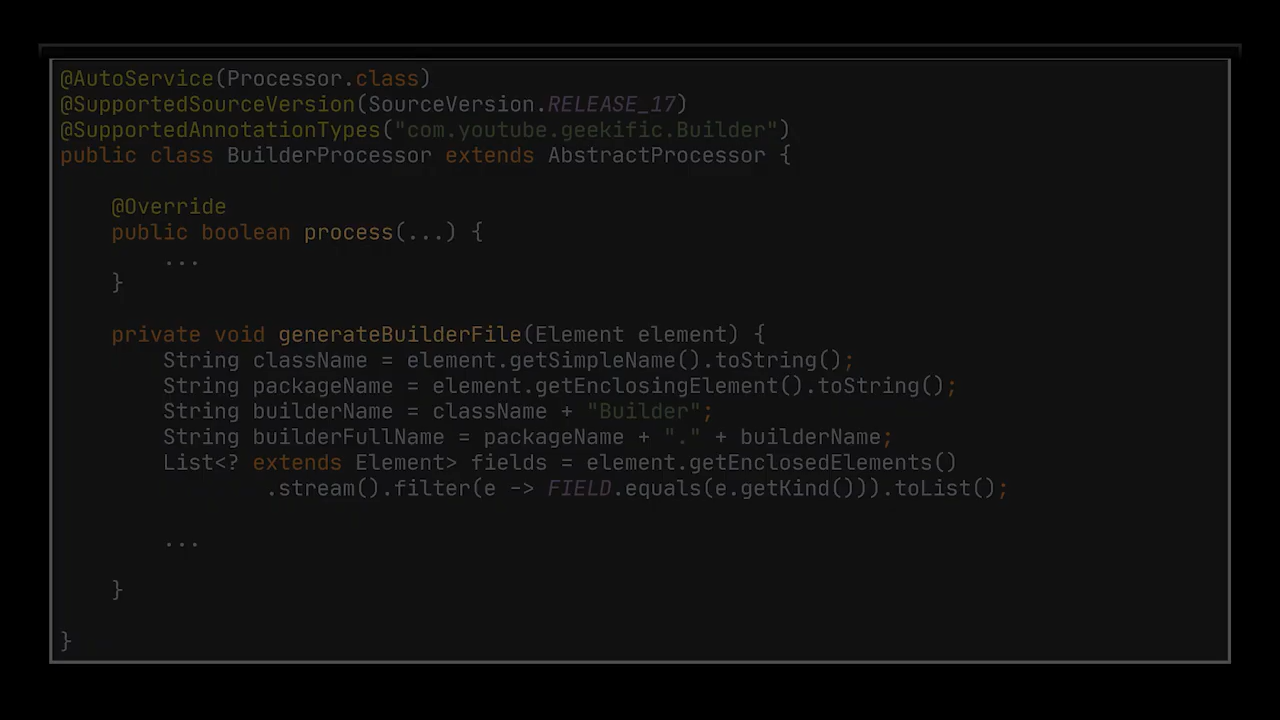 @AutoService(Processor.class)
@SupportedSourceVersion(SourceVersion.RELEASE_17)
@SupportedAnnotationTypes("com.youtube.geekific.Builder")
public class BuilderProcessor extends AbstractProcessor {
@Override
public boolean process(...) {
...
}
private void generateBuilderFile(Element element) {
String className = element.getSimpleName().toString();
String packageName = element.getEnclosingElement().toString();
String builderName = className + "Builder";
String builderFullName = packageName + "." + builderName;
List<? extends Element> fields = element.getEnclosedElements()
.stream().filter(e -> FIELD.equals(e.getKind())).toList();
...
}
}